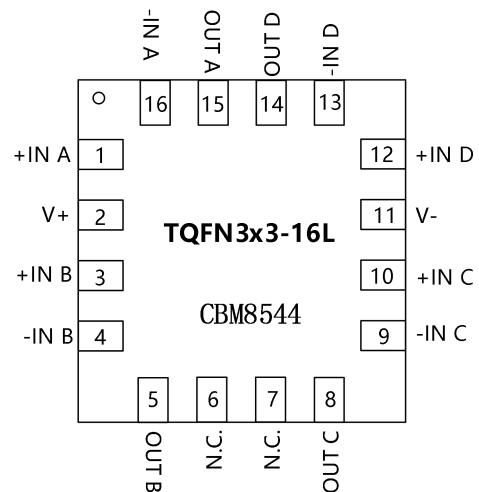 -IN A
OUT A
OUT D
-IN D
16
15
14
13
+IN A 1
12 +IN D
V+ 2
11 V-
TQFN3x3-16L
+IN B 3
10 +IN C
CBM8544
-IN B 4
9 -IN C
5
6
7
8
OUT B
N.C.
N.C.
OUT C